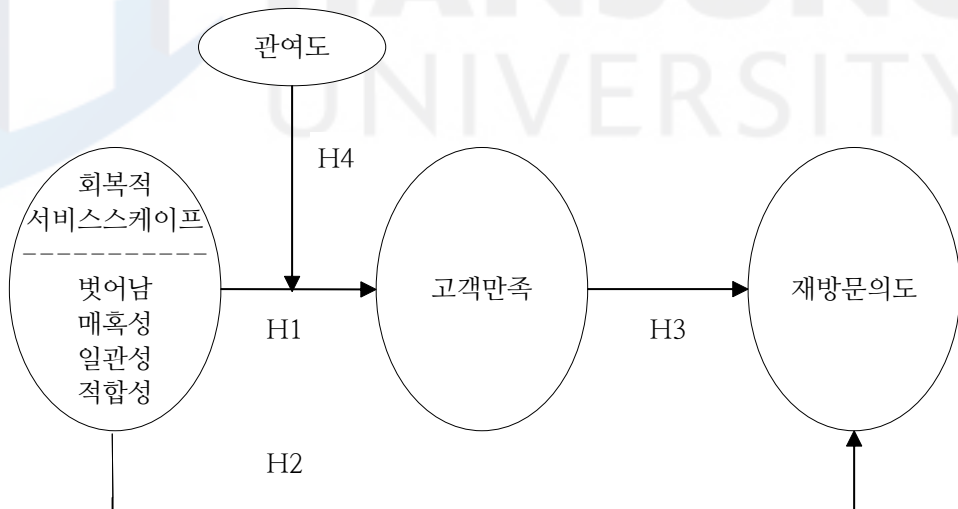 HANSUNG
UNIVERSITY
관여도
H4
회복적
서비스스케이프
벗어남
매혹성
일관성
적합성
H1
고객만족
H3
재방문의도
H2